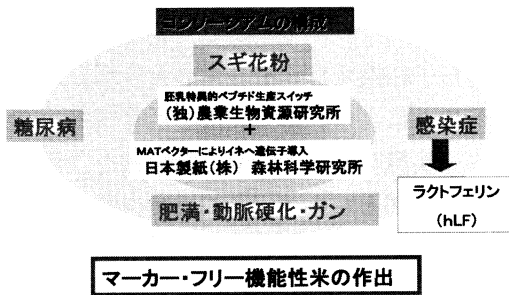 コンソーシアムの構成
スギ花粉
胚乳特異的ペプチド生産スイッチ
(独)農業生物資源研究所
+
糖尿病
感染症
MATベクターによりイネへ遺伝子導入
日本製紙(株) 森林科学研究所
ラクトフェリン
(hLF)
肥満・動脈硬化・ガン
マーカー・フリー機能性米の作出